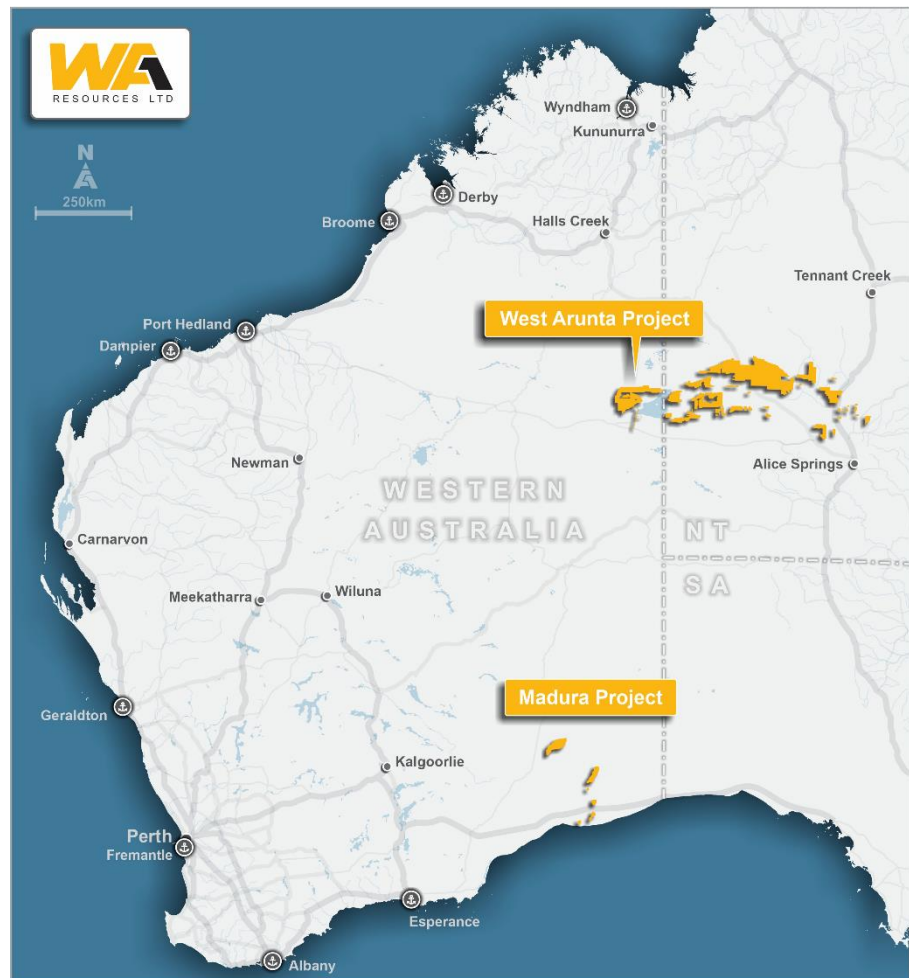 WA1
RESOURCES LTD
N
250km
Wyndham
Kununurra
Derby
Broome
Halls Creek
Tennant Creek
West Arunta Project
Port Hedland
Dampier
Newman
Alice Springs
WESTERN
AUSTRALIA
NT
SA
Carnarvon
Meekatharra
Wiluna
Madura Project
Geraldton
Kalgoorlie
Perth
Fremantle
Esperance
Albany